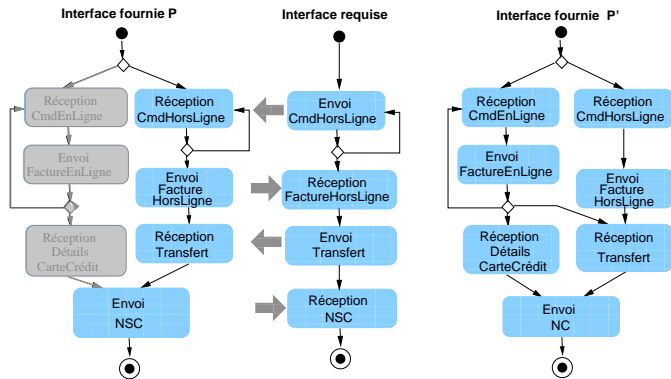 Interface fournie P
Interface requise
Interface fournie P'
Réception
CmdEnLigne
Envoi
FactureEnLigne
Réception
Détails
CarteCrédit
Réception
CmdHorsLigne
Envoi
Facture
HorsLigne
Réception
Transfert
Envoi
NSC
Envoi
CmdHorsLigne
Réception
FactureHorsLigne
Envoi
Transfert
Réception
NSC
Réception
CmdEnLigne
Envoi
FactureEnLigne
Réception
Détails
CarteCrédit
Réception
CmdHorsLigne
Envoi
Facture
HorsLigne
Réception
Transfert
Envoi
NC